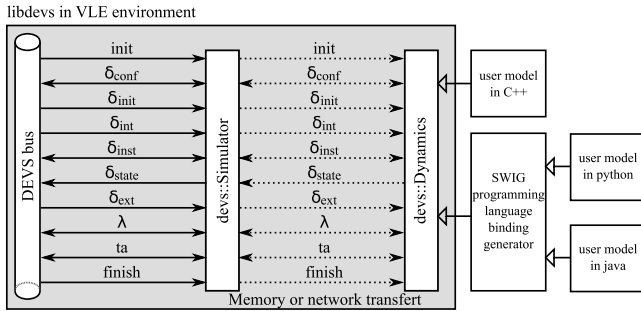 libdevs in VLE environment
init
init
δconf
δconf
δinit
δinit
δint
δint
δinst
δinst
δstate
δstate
δext
δext
λ
λ
ta
ta
finish
finish
DEVS bus
devs::Simulator
devs::Dynamics
Memory or network transfert
user model
in C++
SWIG
programming
language
binding
generator
user model
in python
user model
in java